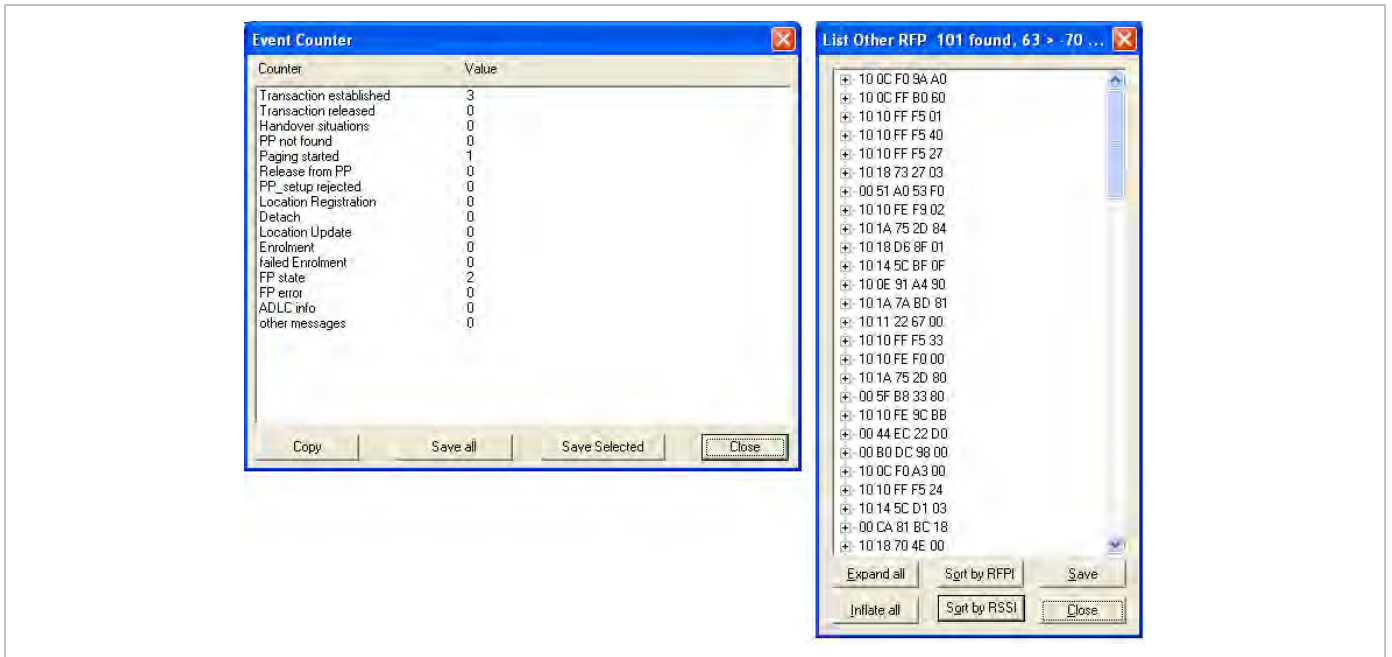 Event Counter
Counter Value
Transaction established 3
Transaction released 0
Handover situations 0
PP not found 0
Paging started 1
Release from PP 0
PP_setup rejected 0
Location Registration 0
Detach 0
Location Update 0
Enrolment 0
failed Enrolment 0
FP state 2
FP error 0
ADLC info 0
other messages 0
Copy Save all Save Selected Close
List Other RFP 101 found, 63 > -70 ...
10 0C F0 9A A0
10 0C FF B0 60
10 10 FF F5 01
10 10 FF F5 40
10 10 FF F5 27
10 18 73 27 03
00 51 A0 53 F0
10 10 FE F9 02
10 1A 75 2D 84
10 18 D6 8F 01
10 14 5C BF 0F
10 0E 91 A4 90
10 1A 7A BD 81
10 11 22 67 00
10 10 FF F5 33
10 10 FE F0 00
10 1A 75 2D 80
00 5F B8 33 80
10 10 FE 9C BB
00 44 EC 22 D0
00 B0 DC 98 00
10 0C F0 A3 00
10 10 FF F5 24
10 14 5C D1 03
00 CA 81 BC 18
10 18 70 4E 00
Expand all Sort by RFPI Save
Inflate all Sort by RSSI Close